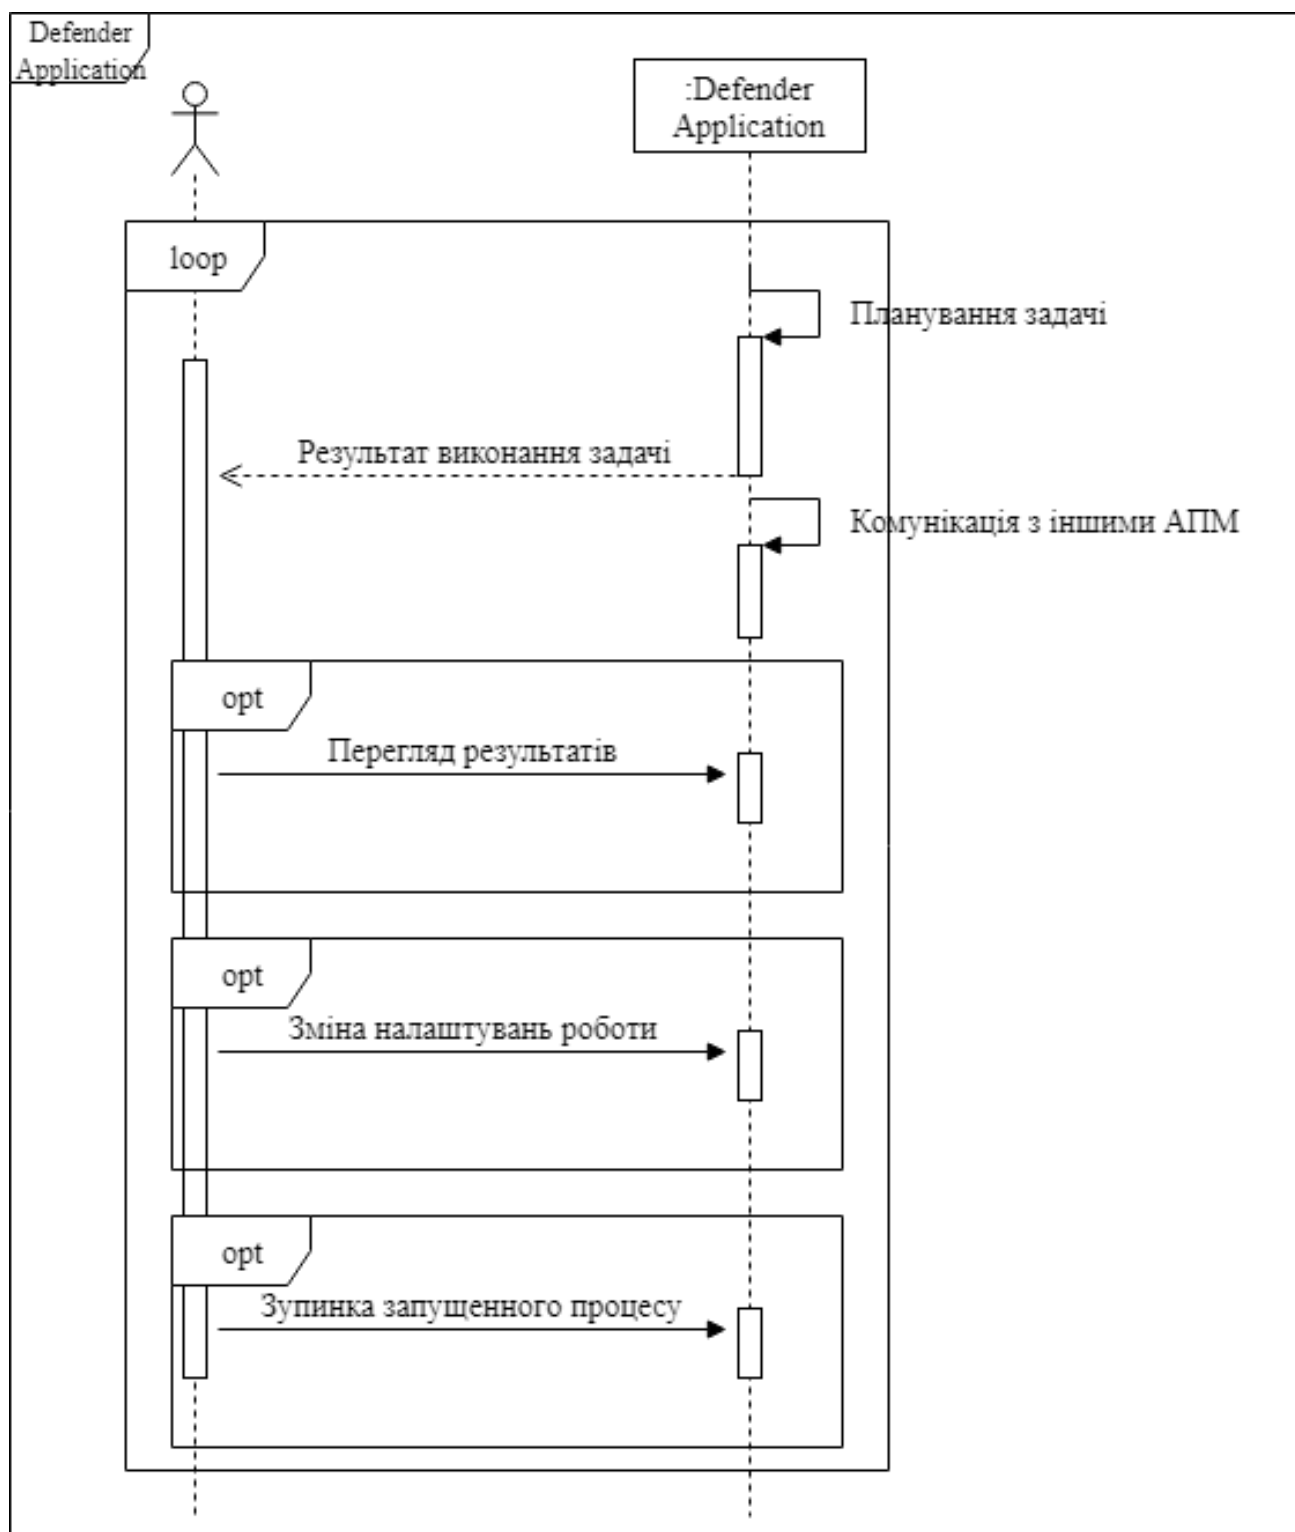 Defender
Application
:Defender
Application
loop
Планування задачі
Результат виконання задачі
Комунікація з іншими АПМ
opt
Перегляд результатів
opt
Зміна налаштувань роботи
opt
Зупинка запущенного процесу